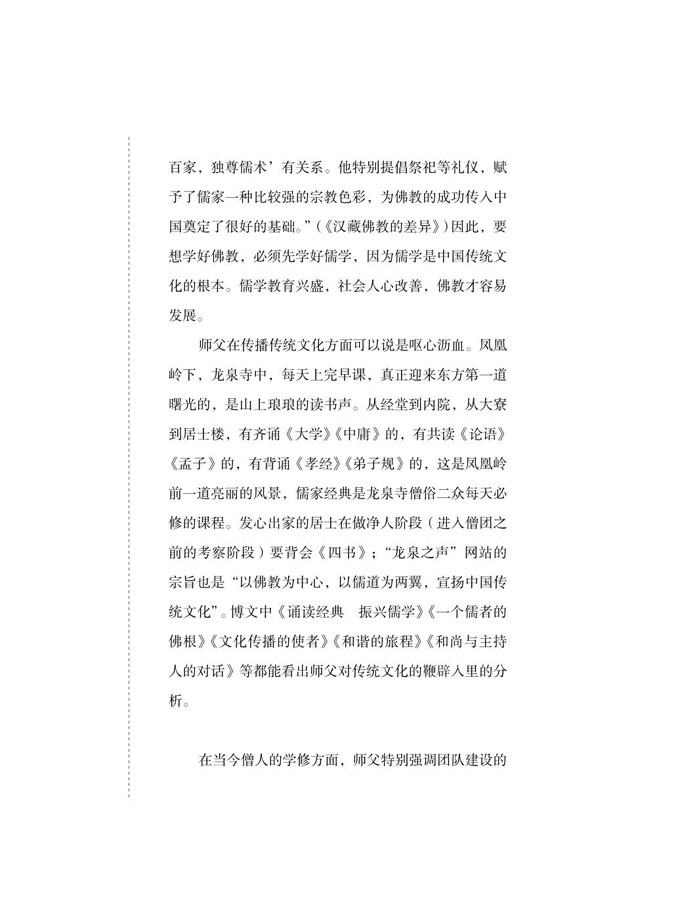 百家，独尊儒术’有关系。他特别提倡祭祀等礼仪，赋
予了儒家一种比较强的宗教色彩，为佛教的成功传入中
国奠定了很好的基础。”（《汉藏佛教的差异》）因此，要
想学好佛教，必须先学好儒学，因为儒学是中国传统文
化的根本。儒学教育兴盛，社会人心改善，佛教才容易
发展。
师父在传播传统文化方面可以说是呕心沥血。凤凰
岭下，龙泉寺中，每天上完早课，真正迎来东方第一道
曙光的，是山上琅琅的读书声。从经堂到内院，从大寮
到居士楼，有齐诵《大学》《中庸》的，有共读《论语》
《孟子》的，有背诵《孝经》《弟子规》的，这是凤凰岭
前一道亮丽的风景，儒家经典是龙泉寺僧俗二众每天必
修的课程。发心出家的居士在做净人阶段（进入僧团之
前的考察阶段）要背会《四书》；“龙泉之声”网站的
宗旨也是“以佛教为中心，以儒道为两翼，宣扬中国传
统文化”。博文中《诵读经典　振兴儒学》《一个儒者的
佛根》《文化传播的使者》《和谐的旅程》《和尚与主持
人的对话》等都能看出师父对传统文化的鞭辟入里的分
析。
在当今僧人的学修方面，师父特别强调团队建设的